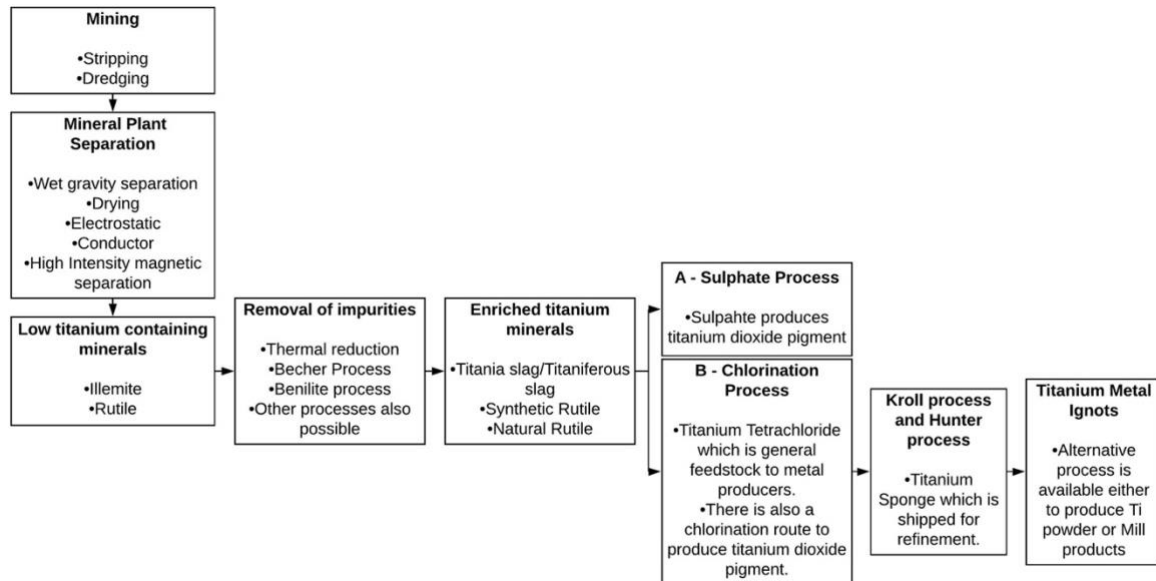 Mining
•Stripping
•Dredging
Mineral Plant
Separation
•Wet gravity separation
•Drying
•Electrostatic
•Conductor
•High Intensity magnetic
separation
Low titanium containing
minerals
•Illemite
•Rutile
Removal of impurities
•Thermal reduction
•Becher Process
•Benilite process
•Other processes also
possible
Enriched titanium
minerals
•Titania slag/Titaniferous
slag
•Synthetic Rutile
•Natural Rutile
A - Sulphate Process
•Sulpahte produces
titanium dioxide pigment
B - Chlorination
Process
•Titanium Tetrachloride
which is general
feedstock to metal
producers.
•There is also a
chlorination route to
produce titanium dioxide
pigment.
Kroll process
and Hunter
process
•Titanium
Sponge which is
shipped for
refinement.
Titanium Metal
Ignots
•Alternative
process is
available either
to produce Ti
powder or Mill
products